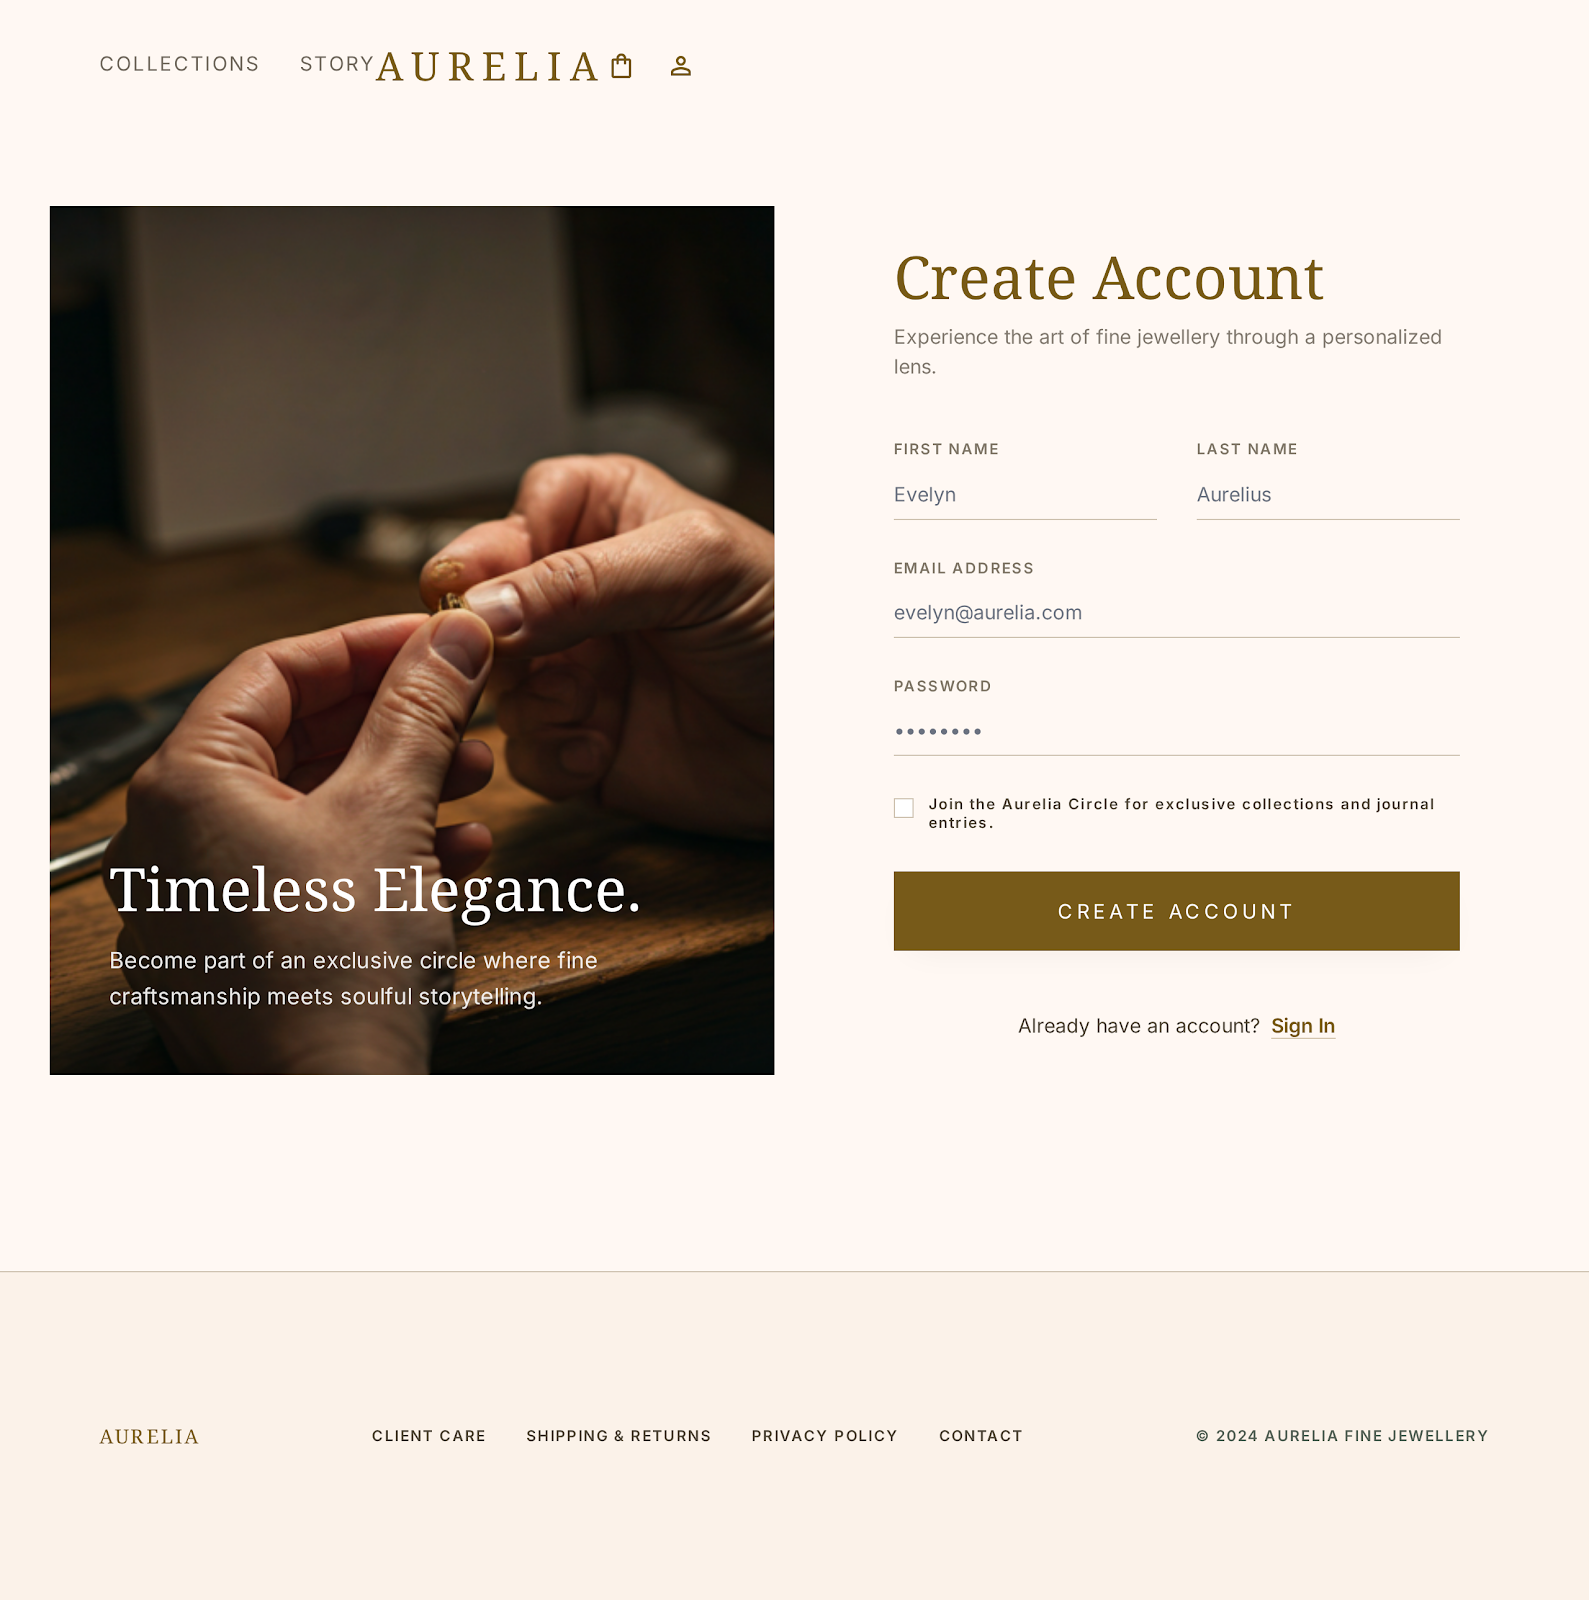 COLLECTIONS STORY AURELIA
Timeless Elegance.
Become part of an exclusive circle where fine
craftsmanship meets soulful storytelling.
Create Account
Experience the art of fine jewellery through a personalized
lens.
FIRST NAME LAST NAME
Evelyn Aurelius
EMAIL ADDRESS
evelyn@aurelia.com
PASSWORD
••••••••
Join the Aurelia Circle for exclusive collections and journal
entries.
CREATE ACCOUNT
Already have an account? Sign In
AURELIA CLIENT CARE SHIPPING & RETURNS PRIVACY POLICY CONTACT © 2024 AURELIA FINE JEWELLERY